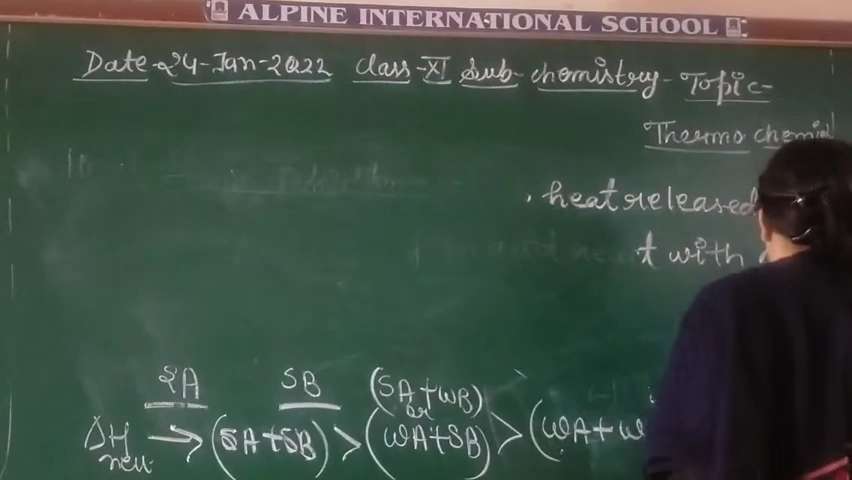 ALPINE INTERNATIONAL SCHOOL
Date-24-Jan-2022 Class-XI Sub-chemistry-Topic-
Thermo chemi
heat released
t with
SA SB (SA+WB)
or
ΔH neu → (SA+SB) > (WA+SB) > (WA+W